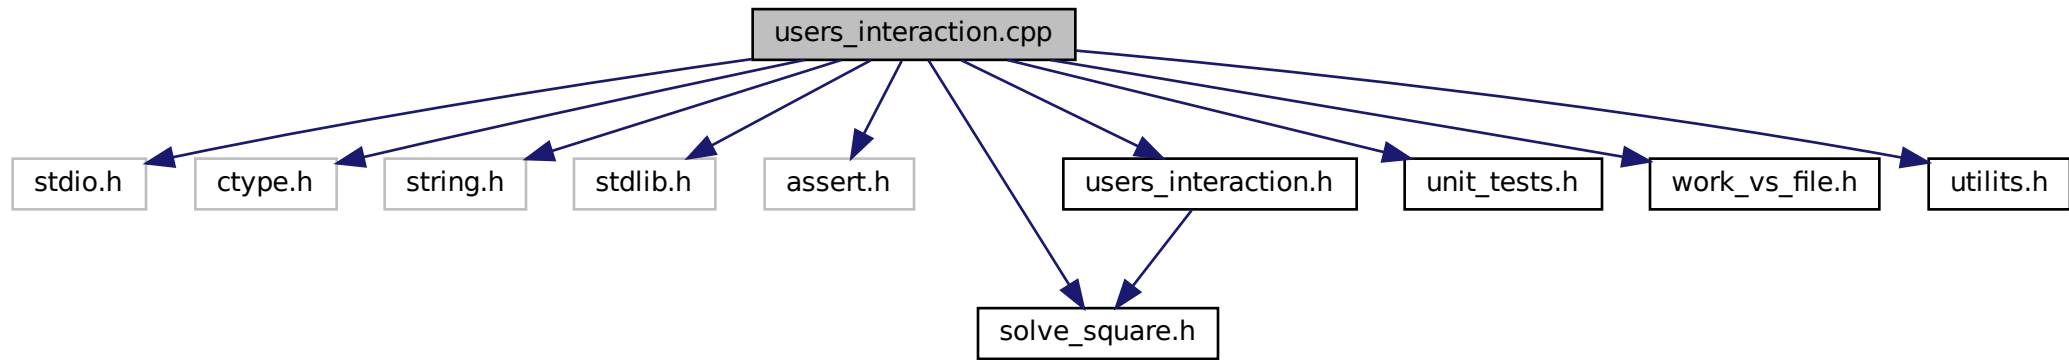 users_interaction.cpp
stdio.h
ctype.h
string.h
stdlib.h
assert.h
users_interaction.h
unit_tests.h
work_vs_file.h
utilits.h
solve_square.h